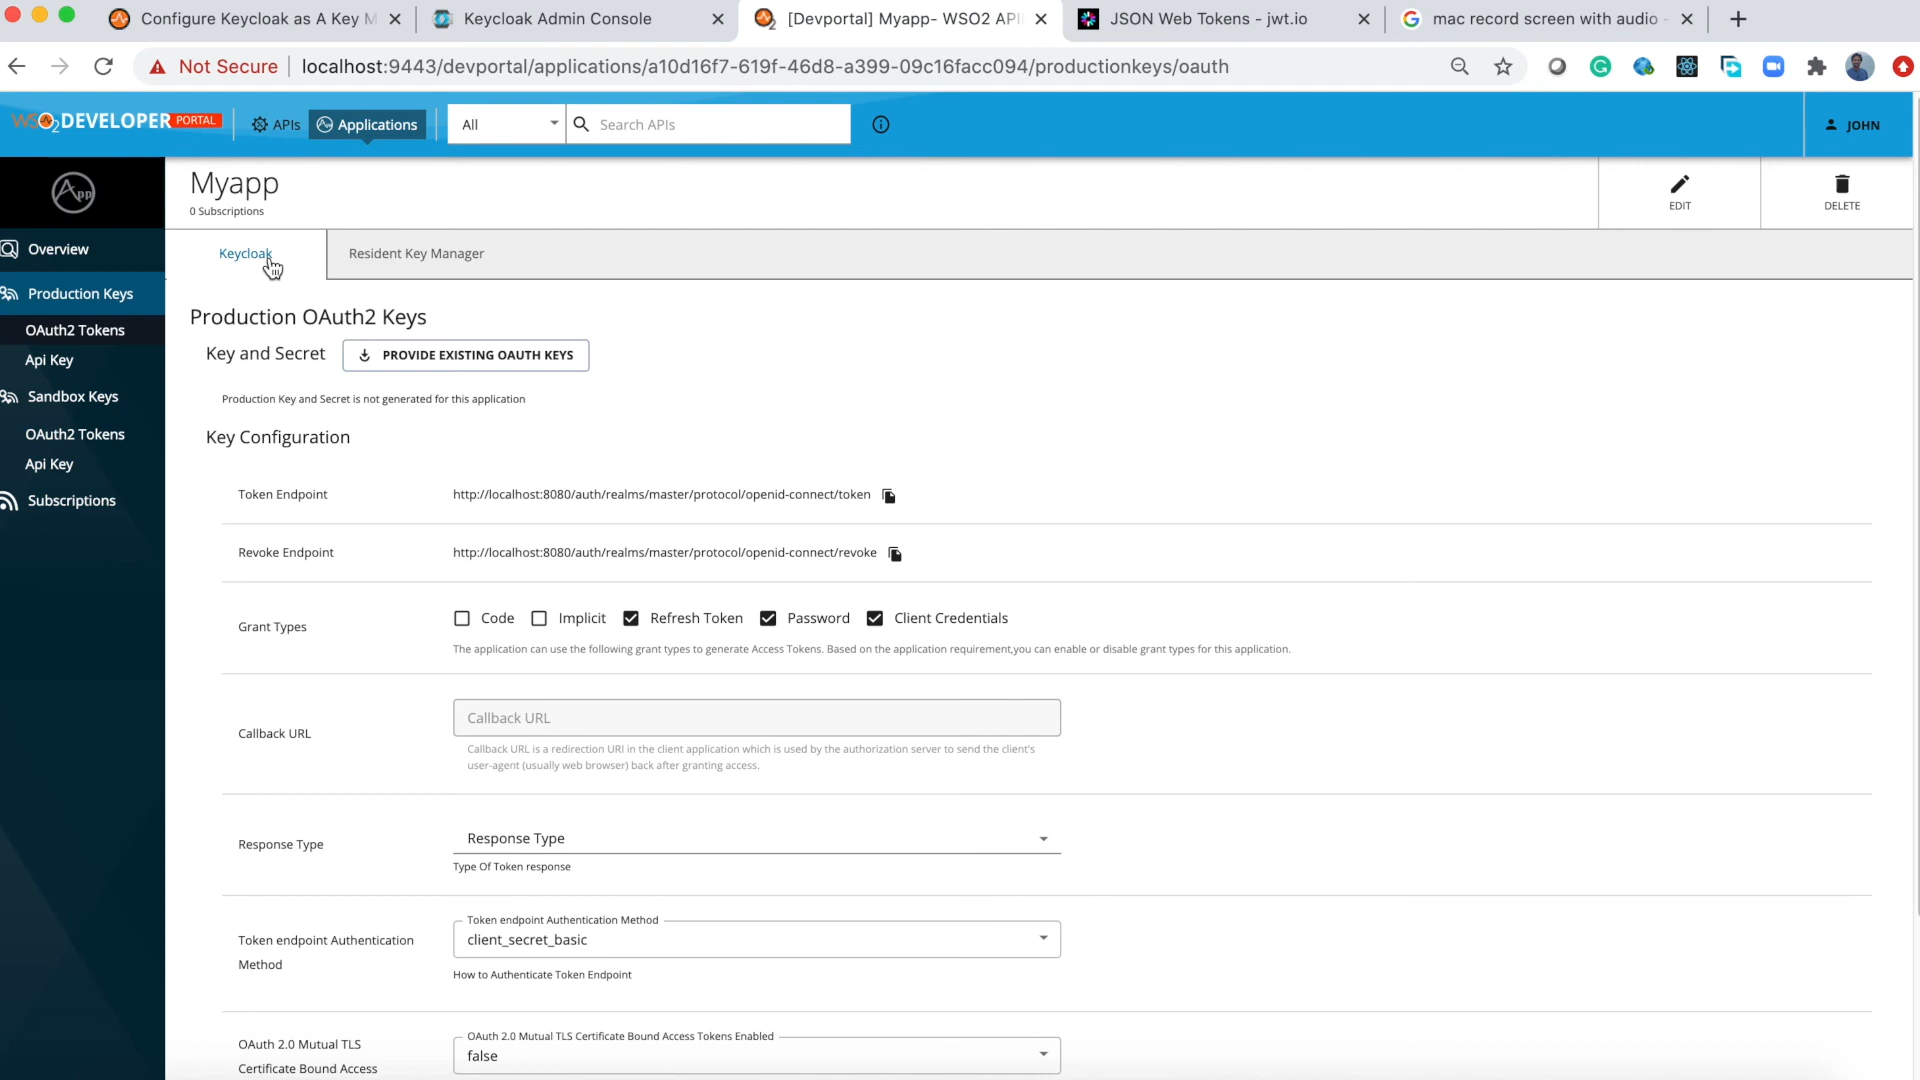 Configure Keycloak as A Key M
Keycloak Admin Console
[Devportal] Myapp- WSO2 API
JSON Web Tokens - jwt.io
mac record screen with audio -
Not Secure
localhost:9443/devportal/applications/a10d16f7-619f-46d8-a399-09c16facc094/productionkeys/oauth
WSO2 DEVELOPER PORTAL
APIs
Applications
All
Search APIs
JOHN
App
Myapp
0 Subscriptions
EDIT
DELETE
Overview
Production Keys
OAuth2 Tokens
Api Key
Sandbox Keys
OAuth2 Tokens
Api Key
Subscriptions
Keycloak
Resident Key Manager
Production OAuth2 Keys
Key and Secret
PROVIDE EXISTING OAUTH KEYS
Production Key and Secret is not generated for this application
Key Configuration
Token Endpoint
http://localhost:8080/auth/realms/master/protocol/openid-connect/token
Revoke Endpoint
http://localhost:8080/auth/realms/master/protocol/openid-connect/revoke
Grant Types
Code
Implicit
Refresh Token
Password
Client Credentials
The application can use the following grant types to generate Access Tokens. Based on the application requirement,you can enable or disable grant types for this application.
Callback URL
Callback URL
Callback URL is a redirection URI in the client application which is used by the authorization server to send the client's
user-agent (usually web browser) back after granting access.
Response Type
Response Type
Type Of Token response
Token endpoint Authentication
Method
Token endpoint Authentication Method
client_secret_basic
How to Authenticate Token Endpoint
OAuth 2.0 Mutual TLS
Certificate Bound Access
OAuth 2.0 Mutual TLS Certificate Bound Access Tokens Enabled
false